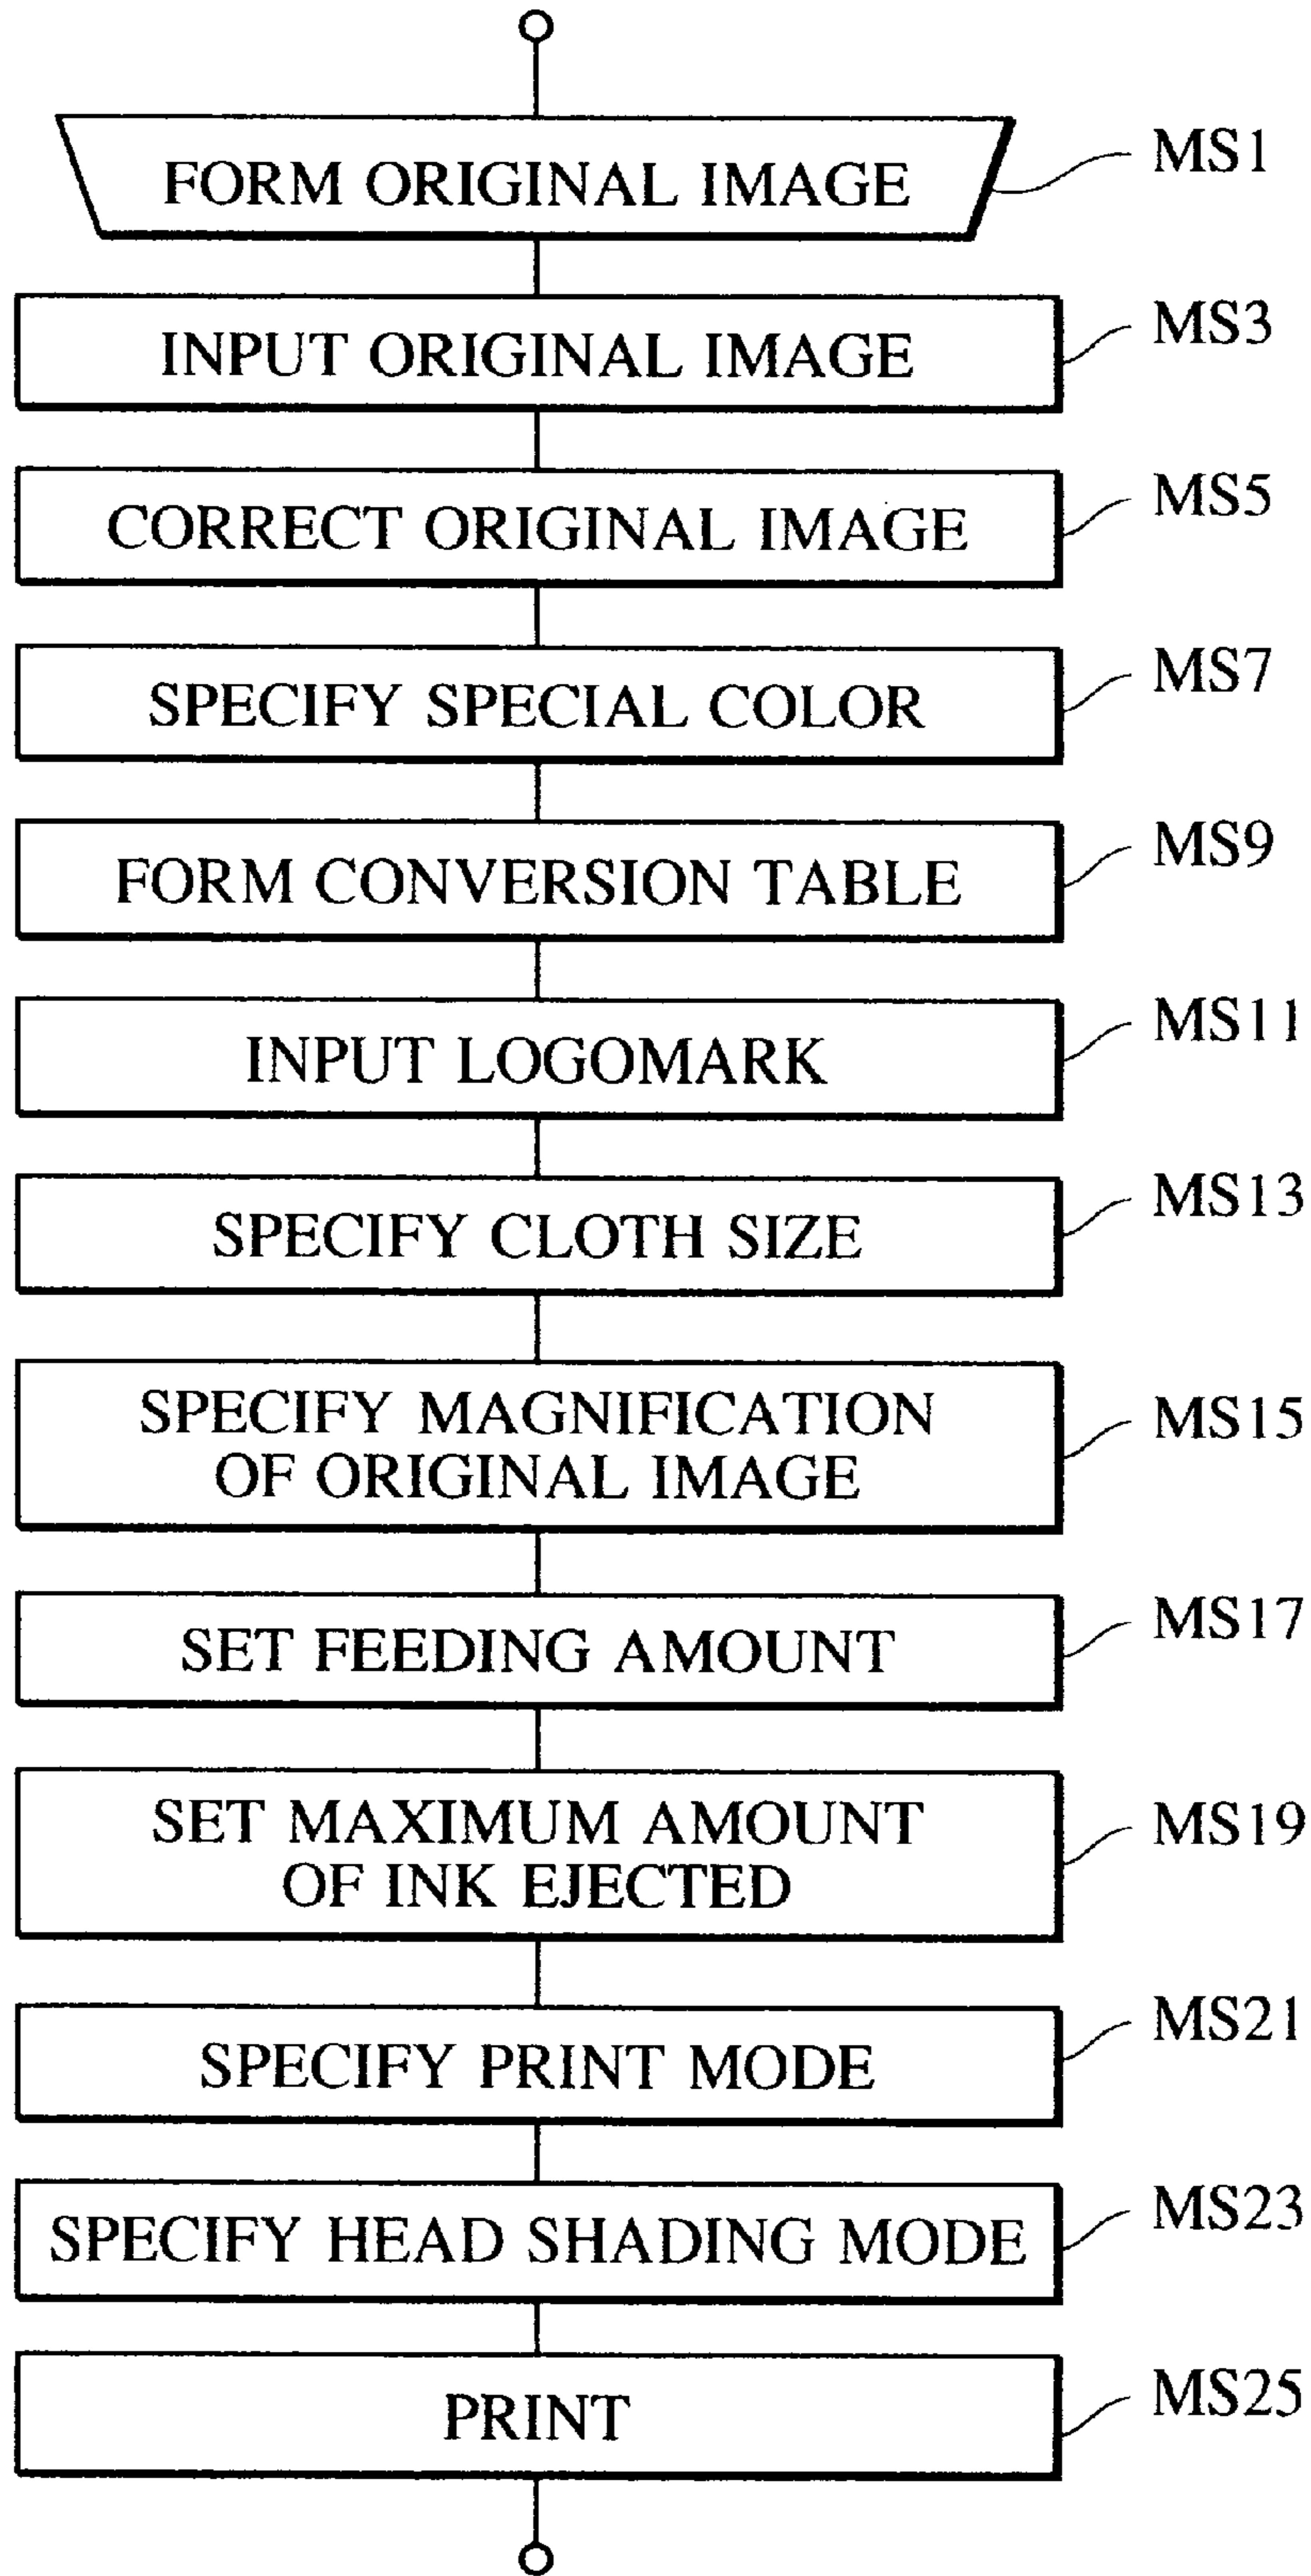 FORM ORIGINAL IMAGE
MS1
INPUT ORIGINAL IMAGE
MS3
CORRECT ORIGINAL IMAGE
MS5
SPECIFY SPECIAL COLOR
MS7
FORM CONVERSION TABLE
MS9
INPUT LOGOMARK
MS11
SPECIFY CLOTH SIZE
MS13
SPECIFY MAGNIFICATION
OF ORIGINAL IMAGE
MS15
SET FEEDING AMOUNT
MS17
SET MAXIMUM AMOUNT
OF INK EJECTED
MS19
SPECIFY PRINT MODE
MS21
SPECIFY HEAD SHADING MODE
MS23
PRINT
MS25